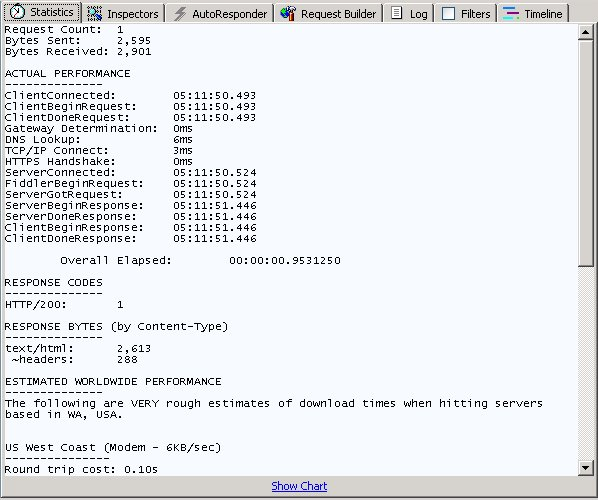 Statistics Inspectors AutoResponder Request Builder Log Filters Timeline
Request Count: 1
Bytes Sent: 2,595
Bytes Received: 2,901
ACTUAL PERFORMANCE
--------------
ClientConnected: 05:11:50.493
ClientBeginRequest: 05:11:50.493
ClientDoneRequest: 05:11:50.493
Gateway Determination: 0ms
DNS Lookup: 6ms
TCP/IP Connect: 3ms
HTTPS Handshake: 0ms
ServerConnected: 05:11:50.524
FiddlerBeginRequest: 05:11:50.524
ServerGotRequest: 05:11:50.524
ServerBeginResponse: 05:11:51.446
ServerDoneResponse: 05:11:51.446
ClientBeginResponse: 05:11:51.446
ClientDoneResponse: 05:11:51.446
Overall Elapsed: 00:00:00.9531250
RESPONSE CODES
--------------
HTTP/200: 1
RESPONSE BYTES (by Content-Type)
--------------
text/html: 2,613
~headers: 288
ESTIMATED WORLDWIDE PERFORMANCE
--------------
The following are VERY rough estimates of download times when hitting servers
based in WA, USA.
US West Coast (Modem - 6KB/sec)
---------------
Round trip cost: 0.10s
Show Chart